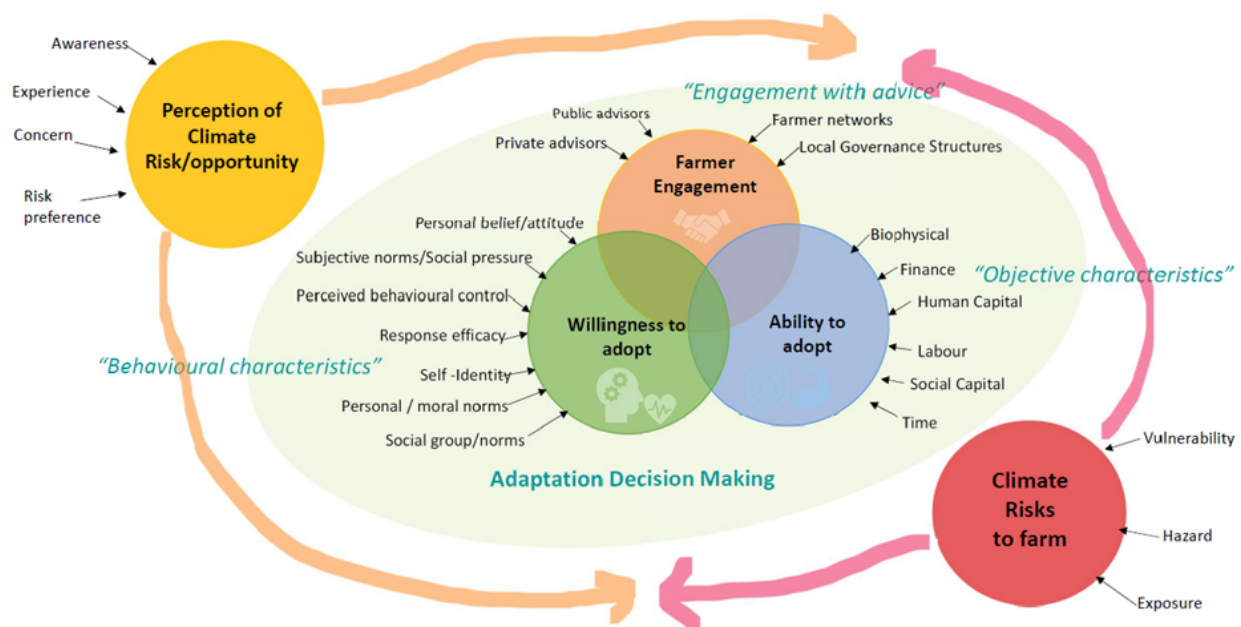 Awareness
Experience
Concern
Risk
preference
Perception of
Climate
Risk/opportunity
“Engagement with advice”
Public advisors
Private advisors
Farmer networks
Local Governance Structures
Farmer
Engagement
Personal belief/attitude
Subjective norms/Social pressure
Perceived behavioural control
Response efficacy
Self -Identity
Personal / moral norms
Social group/norms
“Behavioural characteristics”
Willingness to
adopt
Ability to
adopt
Biophysical
Finance
Human Capital
Labour
Social Capital
Time
“Objective characteristics”
Adaptation Decision Making
Climate
Risks
to farm
Vulnerability
Hazard
Exposure